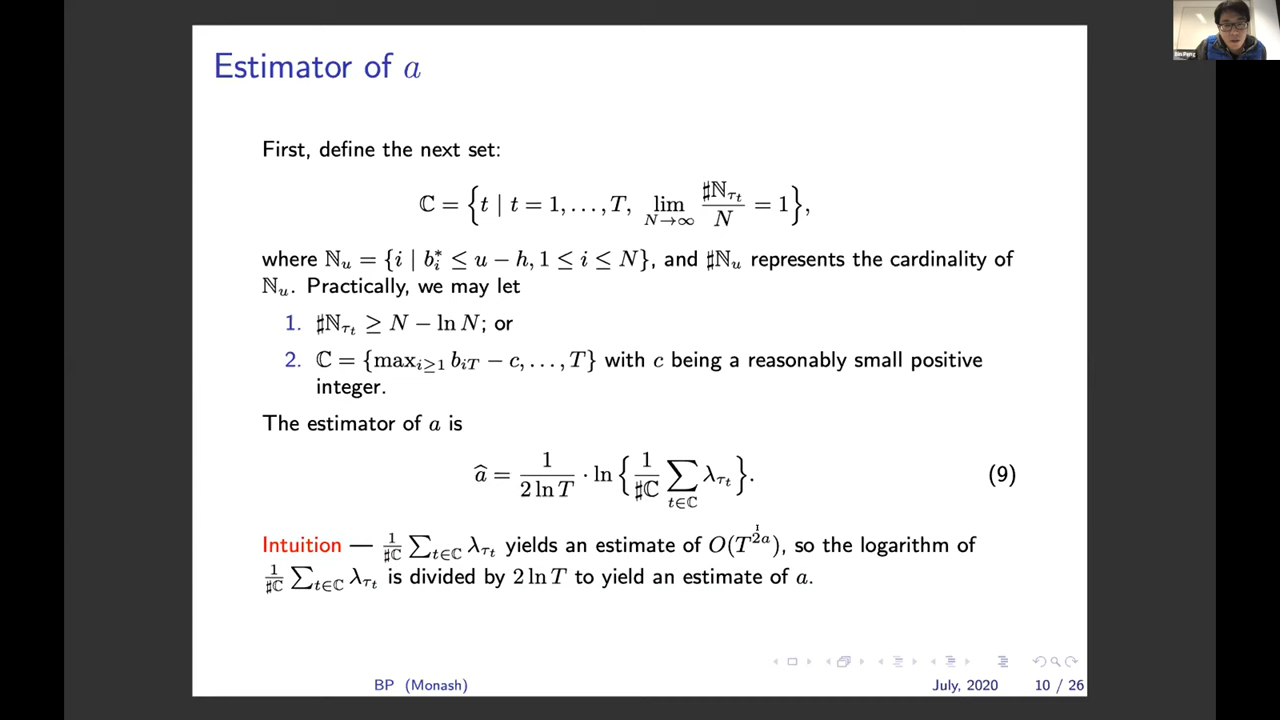 Estimator of a
First, define the next set:
ℂ = { t | t = 1, …, T, lim_{N→∞} ♯ℕ_{τ_t} / N = 1 },
where ℕ_u = {i | b_i^* ≤ u − h, 1 ≤ i ≤ N}, and ♯ℕ_u represents the cardinality of
ℕ_u. Practically, we may let
1. ♯ℕ_{τ_t} ≥ N − ln N; or
2. ℂ = {max_{i≥1} b_{iT} − c, …, T} with c being a reasonably small positive
integer.
The estimator of a is
â = 1 / (2 ln T) · ln { 1/♯ℂ ∑_{t∈ℂ} λ_{τ_t} }. (9)
Intuition — 1/♯ℂ ∑_{t∈ℂ} λ_{τ_t} yields an estimate of O(T^{2a}), so the logarithm of
1/♯ℂ ∑_{t∈ℂ} λ_{τ_t} is divided by 2 ln T to yield an estimate of a.
BP (Monash) July, 2020 10 / 26